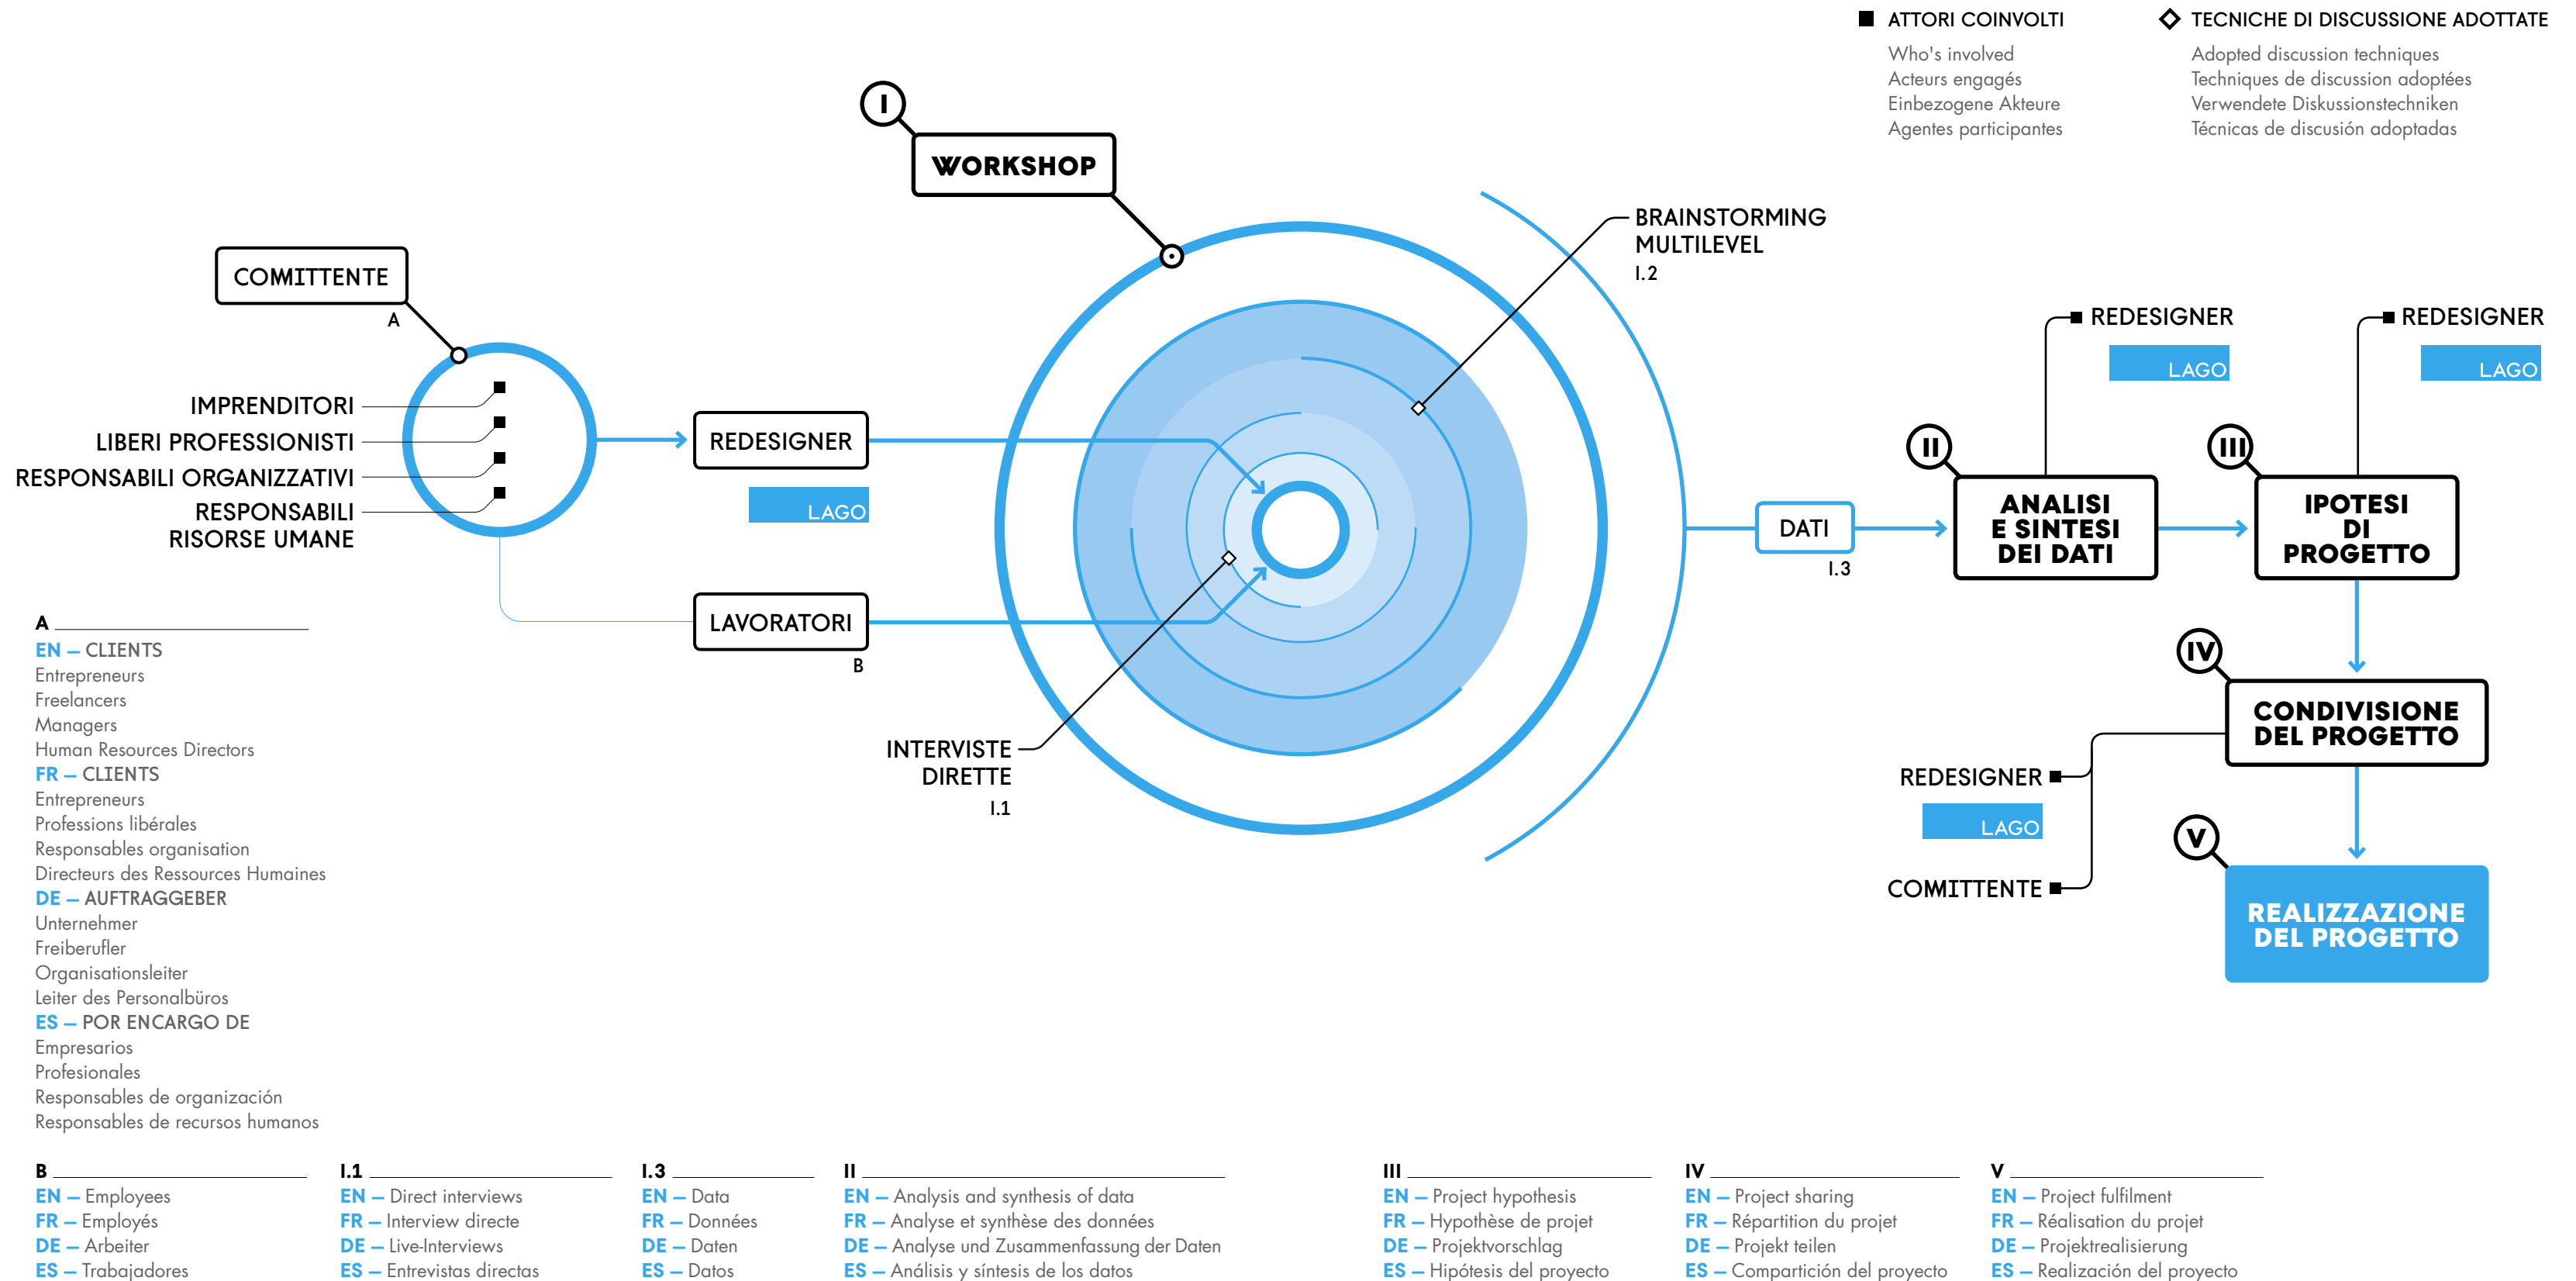 ATTORI COINVOLTI
Who's involved
Acteurs engagés
Einbezogene Akteure
Agentes participantes
TECNICHE DI DISCUSSIONE ADOTTATE
Adopted discussion techniques
Techniques de discussion adoptées
Verwendete Diskussionstechniken
Técnicas de discusión adoptadas
I
WORKSHOP
BRAINSTORMING
MULTILEVEL
I.2
COMMITTENTE
A
IMPRENDITORI
LIBERI PROFESSIONISTI
RESPONSABILI ORGANIZZATIVI
RESPONSABILI
RISORSE UMANE
REDESIGNER
LAGO
LAVORATORI
B
INTERVISTE
DIRETTE
I.1
DATI
I.3
REDESIGNER
LAGO
REDESIGNER
LAGO
II
ANALISI
E SINTESI
DEI DATI
III
IPOTESI
DI
PROGETTO
IV
CONDIVISIONE
DEL PROGETTO
REDESIGNER
LAGO
COMMITTENTE
V
REALIZZAZIONE
DEL PROGETTO
A
EN – CLIENTS
Entrepreneurs
Freelancers
Managers
Human Resources Directors
FR – CLIENTS
Entrepreneurs
Professions libérales
Responsables organisation
Directeurs des Ressources Humaines
DE – AUFTRAGGEBER
Unternehmer
Freiberufler
Organisationsleiter
Leiter des Personalbüros
ES – POR ENCARGO DE
Empresarios
Profesionales
Responsables de organización
Responsables de recursos humanos
B
EN – Employees
FR – Employés
DE – Arbeiter
ES – Trabajadores
I.1
EN – Direct interviews
FR – Interview directe
DE – Live-Interviews
ES – Entrevistas directas
I.3
EN – Data
FR – Données
DE – Daten
ES – Datos
II
EN – Analysis and synthesis of data
FR – Analyse et synthèse des données
DE – Analyse und Zusammenfassung der Daten
ES – Análisis y síntesis de los datos
III
EN – Project hypothesis
FR – Hypothèse de projet
DE – Projektvorschlag
ES – Hipótesis del proyecto
IV
EN – Project sharing
FR – Répartition du projet
DE – Projekt teilen
ES – Compartición del proyecto
V
EN – Project fulfilment
FR – Réalisation du projet
DE – Projektrealisierung
ES – Realización del proyecto